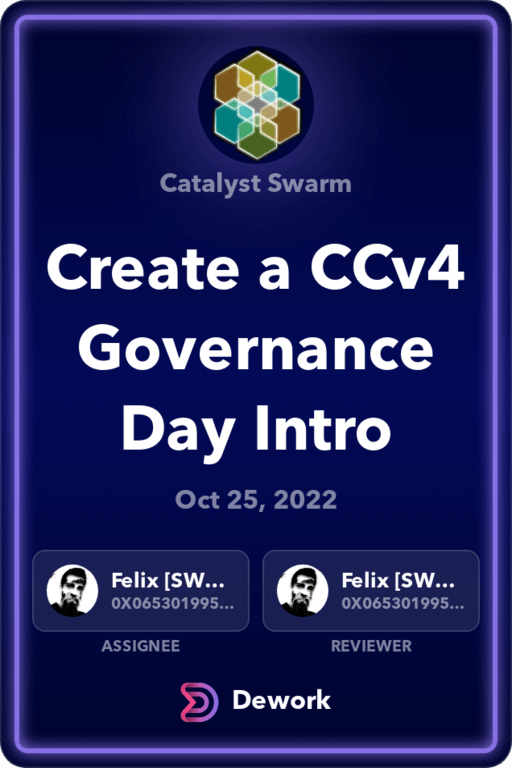 Catalyst Swarm
Create a CCv4
Governance
Day Intro
Oct 25, 2022
Felix [SW...
0X065301995...
ASSIGNEE
Felix [SW...
0X065301995...
REVIEWER
Dework